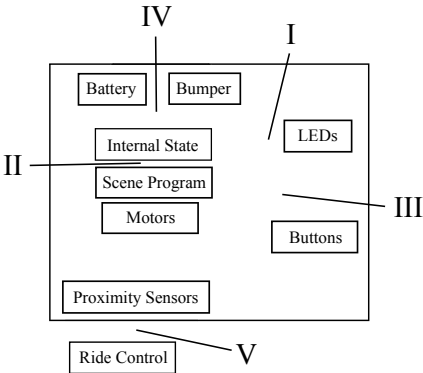 IV
I
Battery
Bumper
LEDs
Internal State
II
Scene Program
III
Motors
Buttons
Proximity Sensors
V
Ride Control